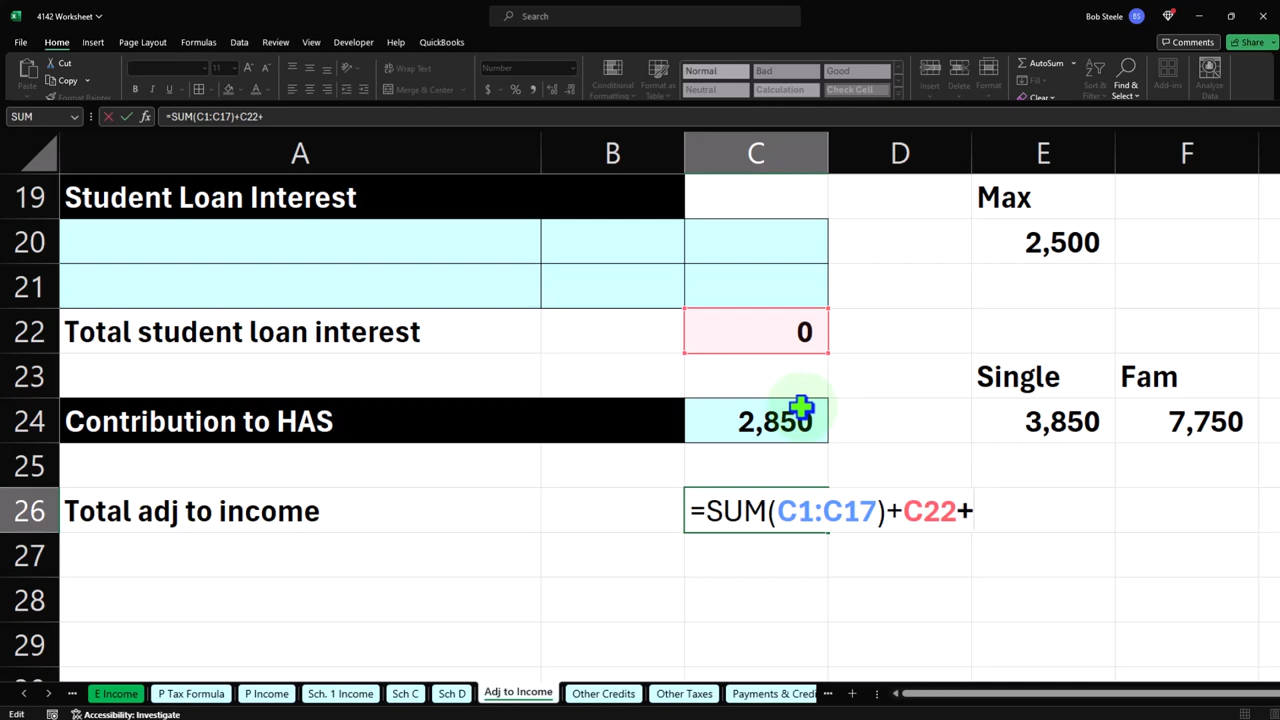 4142 Worksheet
Search
Bob Steele BS
File Home Insert Page Layout Formulas Data Review View Developer Help QuickBooks
Comments Share
Paste
Cut
Copy
11
Wrap Text
Merge & Center
Number
Conditional Formatting
Format as Table
Normal Bad Good
Neutral Calculation Check Cell
Insert Delete Format
AutoSum
Fill
Clear
Sort & Filter
Find & Select
Add-ins
Analyze Data
SUM =SUM(C1:C17)+C22+
A B C D E F
19 Student Loan Interest Max
20 2,500
21
22 Total student loan interest 0
23 Single Fam
24 Contribution to HAS 2,850 3,850 7,750
25
26 Total adj to income =SUM(C1:C17)+C22+
27
28
29
E Income P Tax Formula P Income Sch. 1 Income Sch C Sch D Adj to Income Other Credits Other Taxes Payments & Credi
Edit Accessibility: Investigate